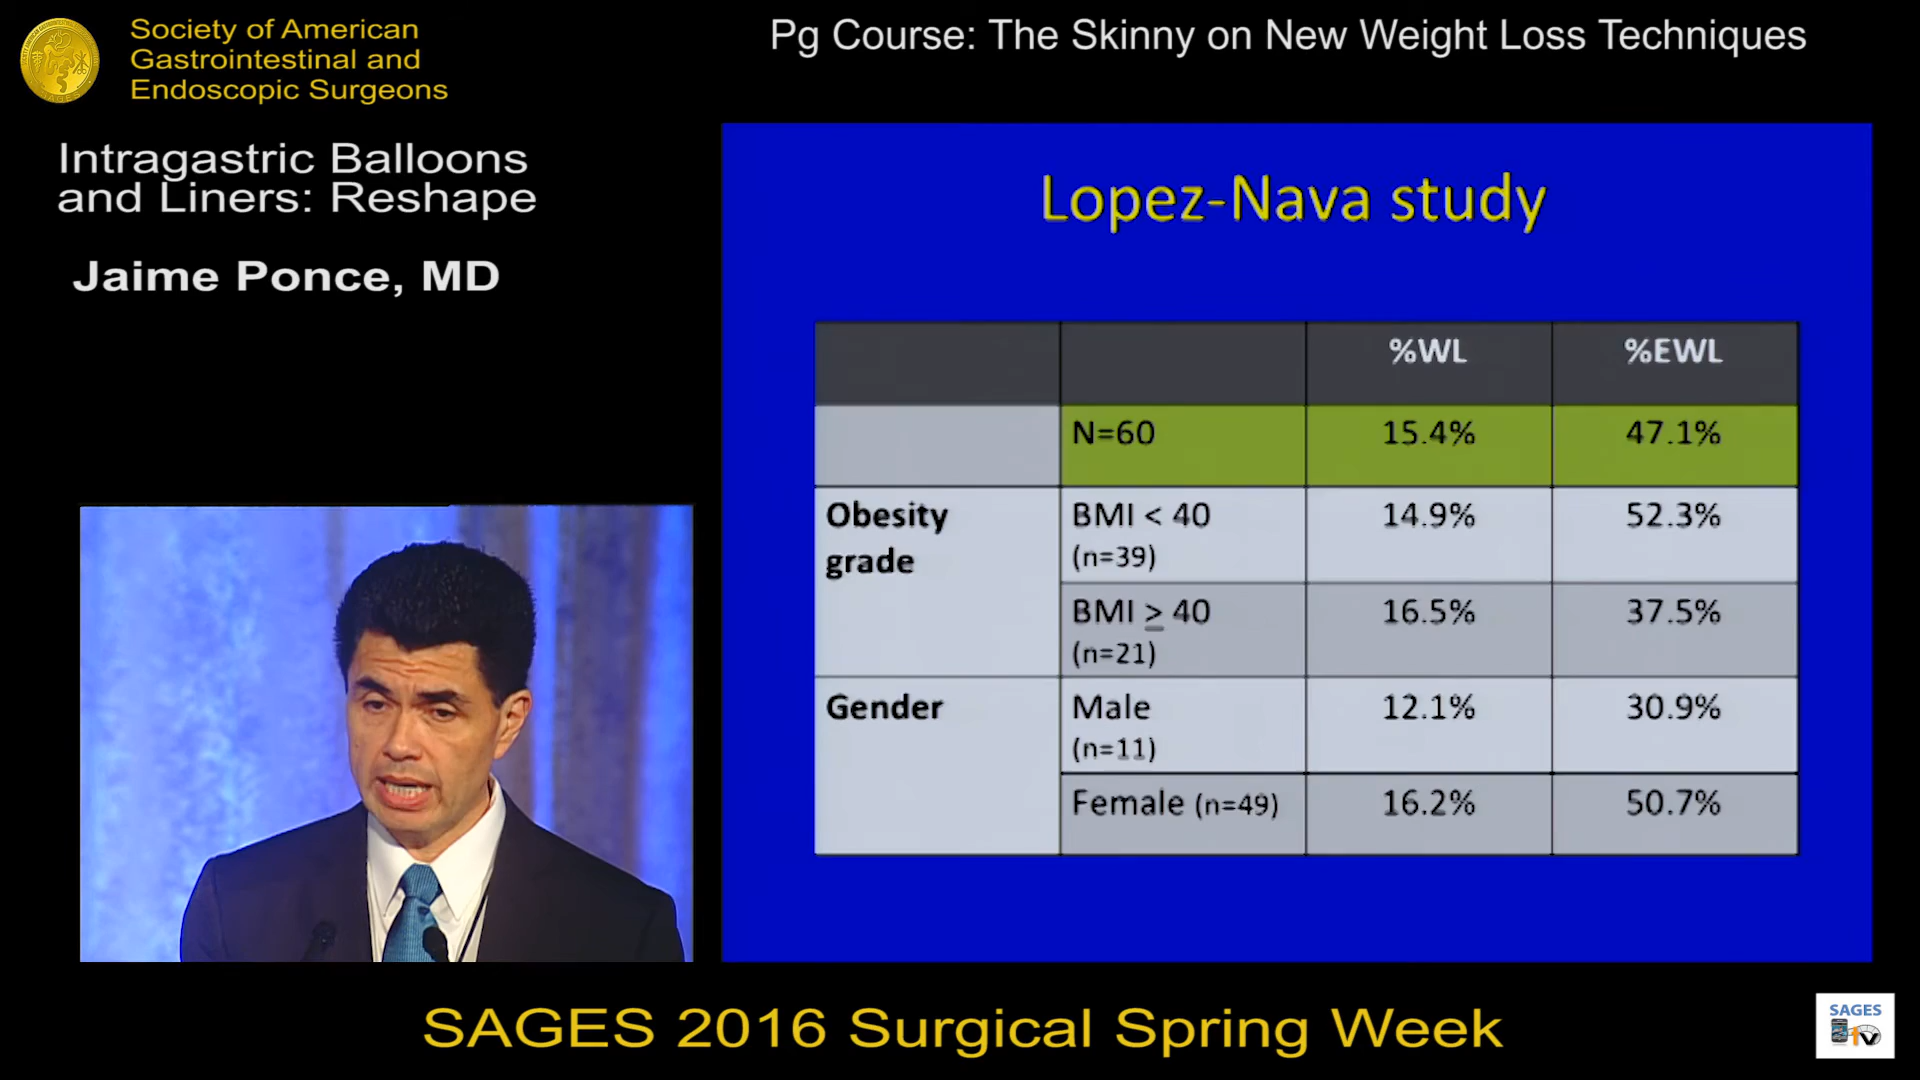 Society of American
Gastrointestinal and
Endoscopic Surgeons
Pg Course: The Skinny on New Weight Loss Techniques
Intragastric Balloons
and Liners: Reshape
Jaime Ponce, MD
Lopez-Nava study
%WL %EWL
N=60 15.4% 47.1%
Obesity grade
BMI < 40 14.9% 52.3%
(n=39)
BMI ≥ 40 16.5% 37.5%
(n=21)
Gender Male 12.1% 30.9%
(n=11)
Female (n=49) 16.2% 50.7%
SAGES 2016 Surgical Spring Week
SAGES
TV